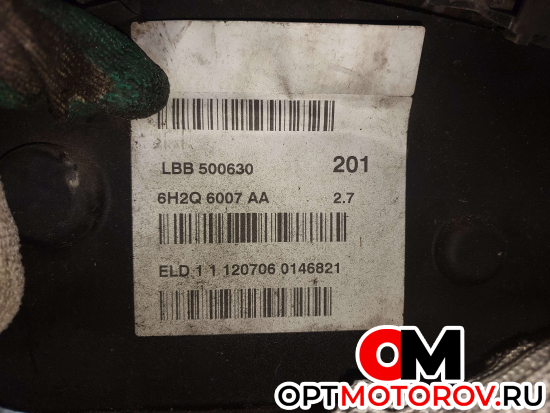 LBB 500630 201
6H2Q 6007 AA 2.7
ELD 1 1 120706 0146821
OM
OPTMOTOROV.RU